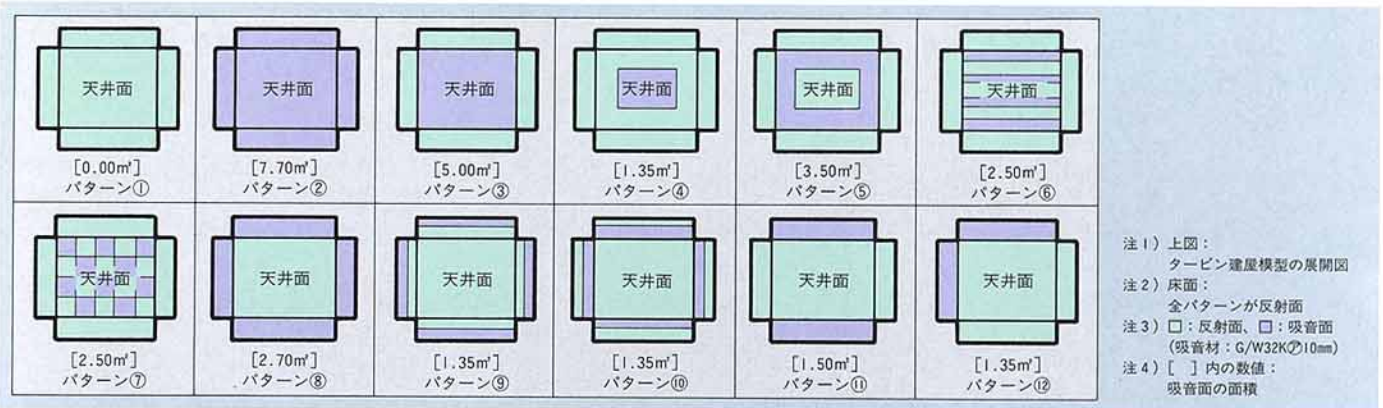 天井面
[0.00㎡]
パターン①
天井面
[7.70㎡]
パターン②
天井面
[5.00㎡]
パターン③
天井面
[1.35㎡]
パターン④
天井面
[3.50㎡]
パターン⑤
天井面
[2.50㎡]
パターン⑥
天井面
[2.50㎡]
パターン⑦
天井面
[2.70㎡]
パターン⑧
天井面
[1.35㎡]
パターン⑨
天井面
[1.35㎡]
パターン⑩
天井面
[1.50㎡]
パターン⑪
天井面
[1.35㎡]
パターン⑫
注1）上図：
タービン建屋模型の展開図
注2）床面：
全パターンが反射面
注3）□：反射面、□：吸音面
(吸音材：G/W32K㋐10㎜)
注4）[　]内の数値：
吸音面の面積